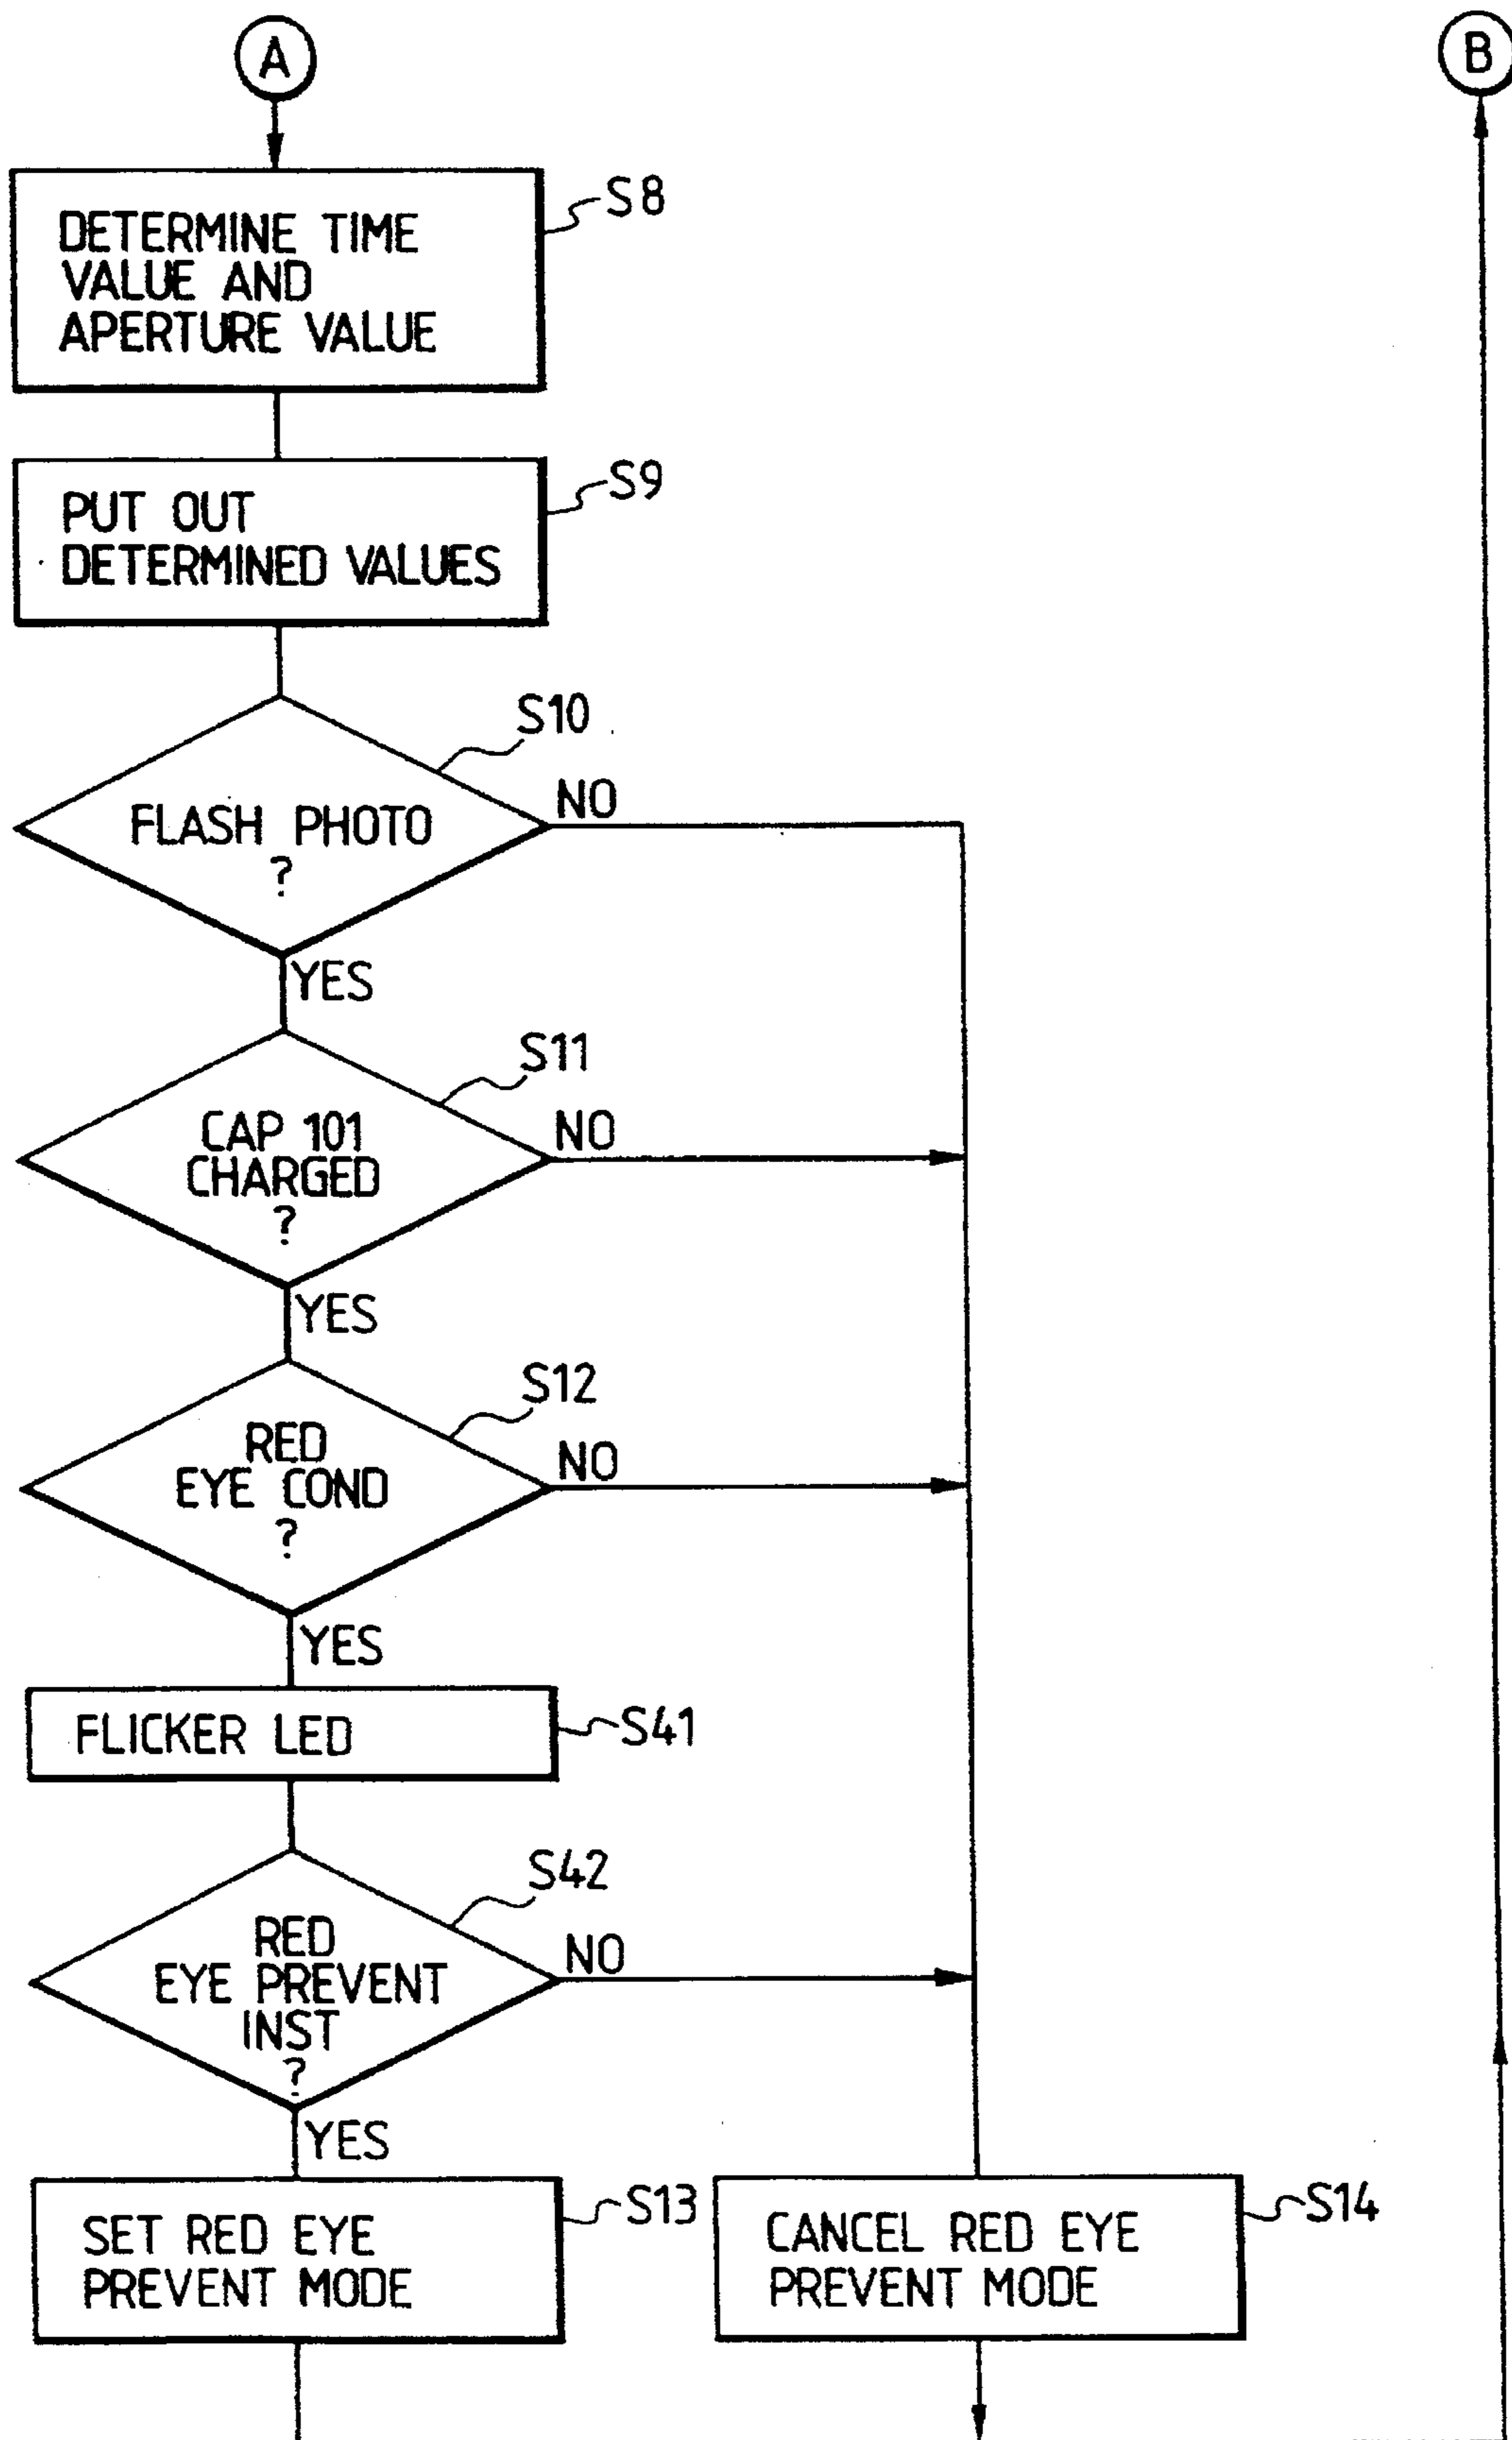 A
B
S8
DETERMINE TIME
VALUE AND
APERTURE VALUE
S9
PUT OUT
DETERMINED VALUES
S10
FLASH PHOTO
?
NO
YES
S11
CAP 101
CHARGED
?
NO
YES
S12
RED
EYE COND
?
NO
YES
FLICKER LED
S41
S42
RED
EYE PREVENT
INST
?
NO
YES
S13
SET RED EYE
PREVENT MODE
S14
CANCEL RED EYE
PREVENT MODE